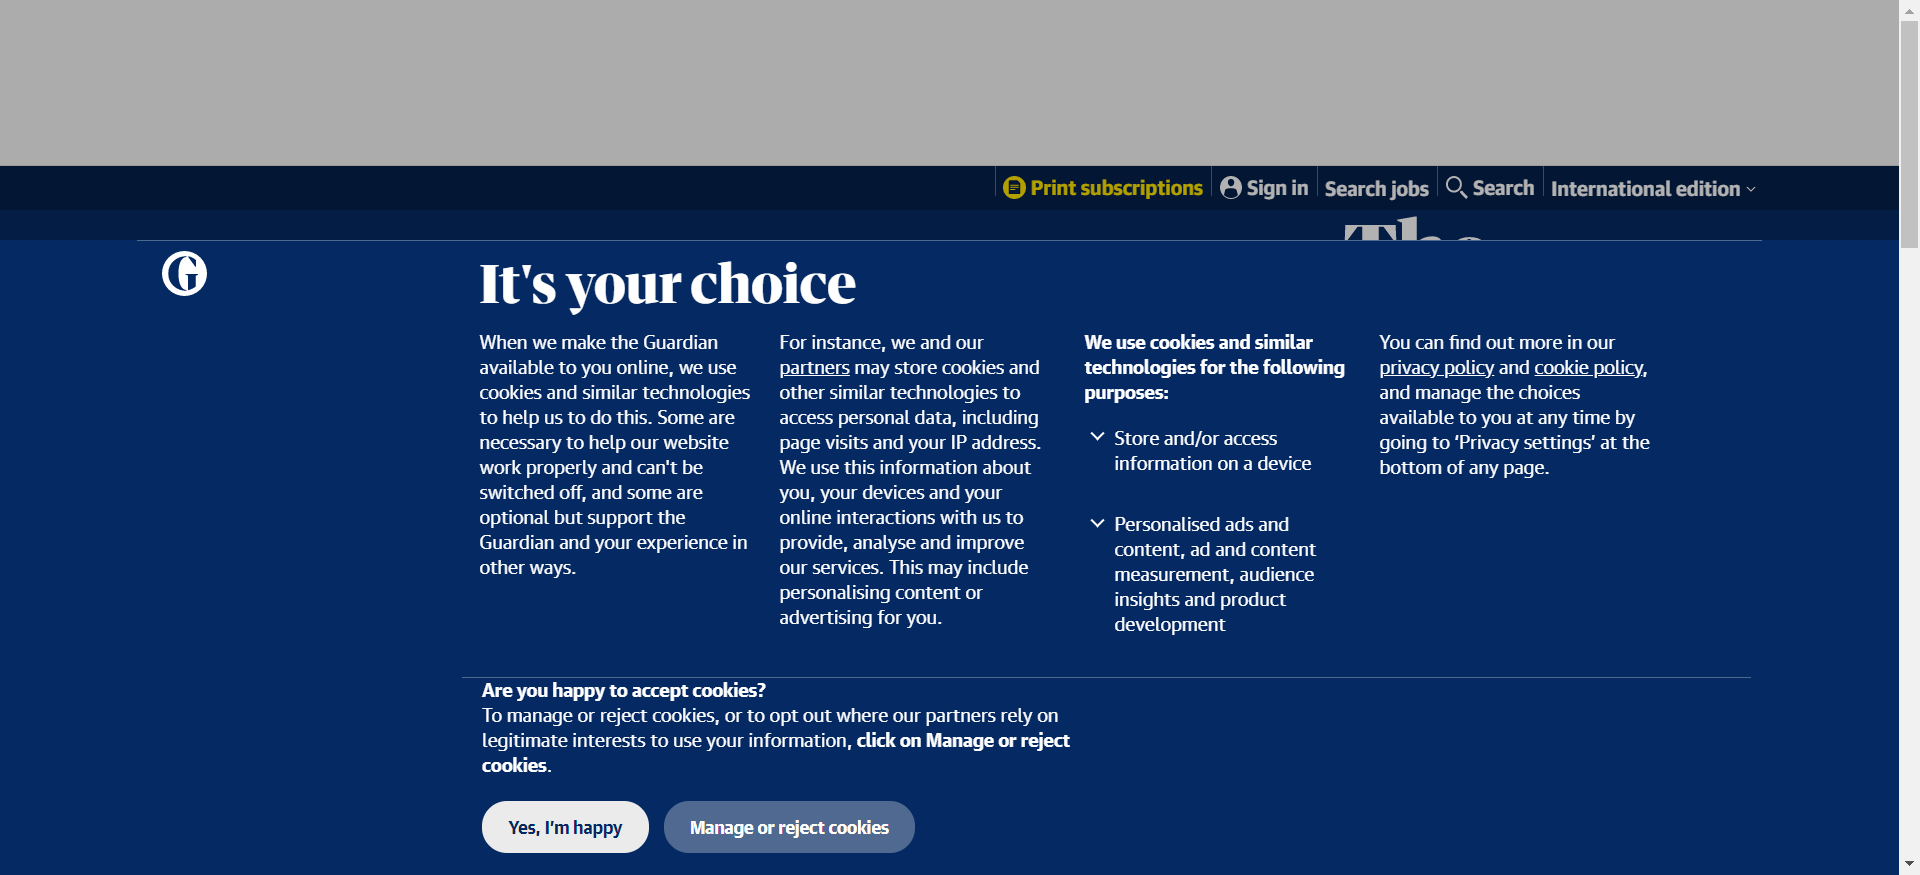 Print subscriptions
Sign in
Search jobs
Search
International edition
The
It's your choice
When we make the Guardian
available to you online, we use
cookies and similar technologies
to help us to do this. Some are
necessary to help our website
work properly and can't be
switched off, and some are
optional but support the
Guardian and your experience in
other ways.
For instance, we and our
partners may store cookies and
other similar technologies to
access personal data, including
page visits and your IP address.
We use this information about
you, your devices and your
online interactions with us to
provide, analyse and improve
our services. This may include
personalising content or
advertising for you.
We use cookies and similar
technologies for the following
purposes:
Store and/or access
information on a device
Personalised ads and
content, ad and content
measurement, audience
insights and product
development
You can find out more in our
privacy policy and cookie policy,
and manage the choices
available to you at any time by
going to ‘Privacy settings’ at the
bottom of any page.
Are you happy to accept cookies?
To manage or reject cookies, or to opt out where our partners rely on
legitimate interests to use your information, click on Manage or reject
cookies.
Yes, I’m happy
Manage or reject cookies